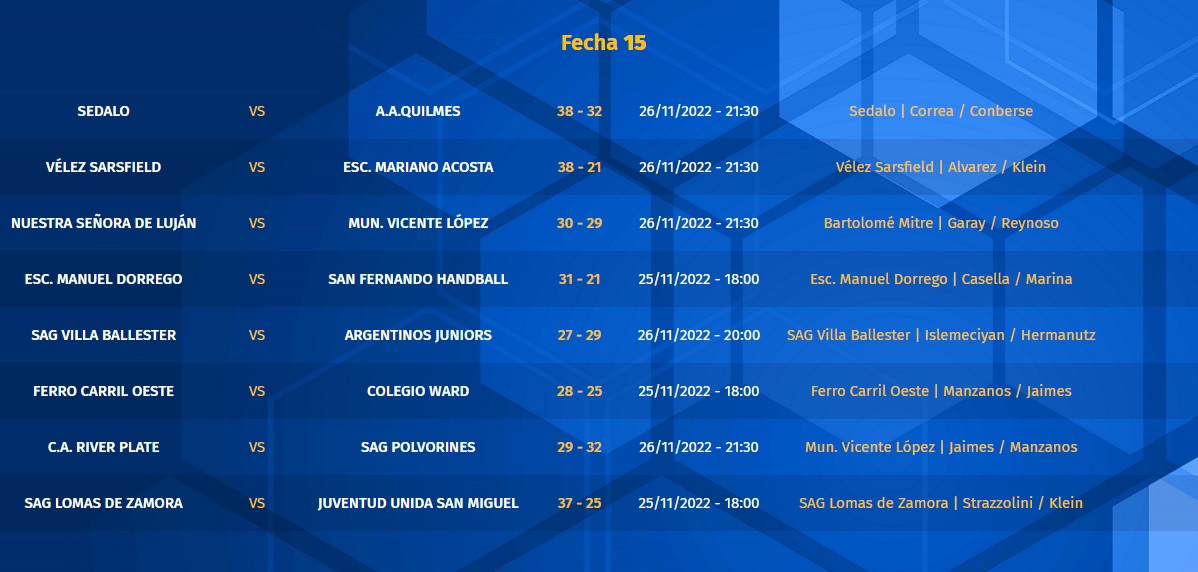 Fecha 15
SEDALO VS A.A.QUILMES 38 - 32 26/11/2022 - 21:30 Sedalo | Correa / Conberse
VÉLEZ SARSFIELD VS ESC. MARIANO ACOSTA 38 - 21 26/11/2022 - 21:30 Vélez Sarsfield | Alvarez / Klein
NUESTRA SEÑORA DE LUJÁN VS MUN. VICENTE LÓPEZ 30 - 29 26/11/2022 - 21:30 Bartolomé Mitre | Garay / Reynoso
ESC. MANUEL DORREGO VS SAN FERNANDO HANDBALL 31 - 21 25/11/2022 - 18:00 Esc. Manuel Dorrego | Casella / Marina
SAG VILLA BALLESTER VS ARGENTINOS JUNIORS 27 - 29 26/11/2022 - 20:00 SAG Villa Ballester | Islemeciyan / Hermanutz
FERRO CARRIL OESTE VS COLEGIO WARD 28 - 25 25/11/2022 - 18:00 Ferro Carril Oeste | Manzanos / Jaimes
C.A. RIVER PLATE VS SAG POLVORINES 29 - 32 26/11/2022 - 21:30 Mun. Vicente López | Jaimes / Manzanos
SAG LOMAS DE ZAMORA VS JUVENTUD UNIDA SAN MIGUEL 37 - 25 25/11/2022 - 18:00 SAG Lomas de Zamora | Strazzolini / Klein